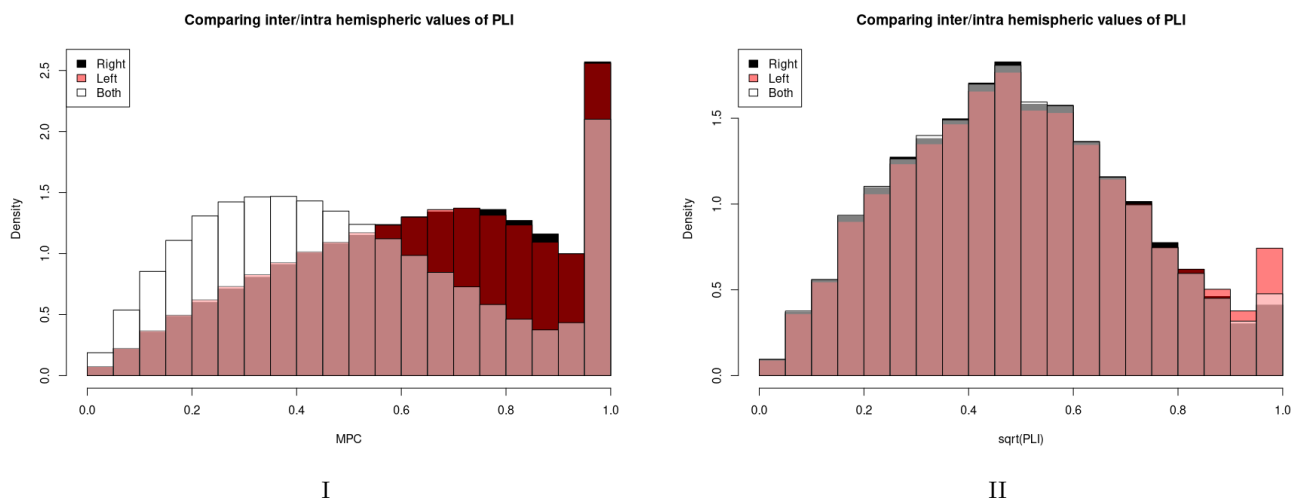 Comparing inter/intra hemispheric values of PLI
Right
Left
Both
Density
0.0
0.5
1.0
1.5
2.0
2.5
0.0 0.2 0.4 0.6 0.8 1.0
MPC
I
Comparing inter/intra hemispheric values of PLI
Right
Left
Both
Density
0.0
0.5
1.0
1.5
0.0 0.2 0.4 0.6 0.8 1.0
sqrt(PLI)
II